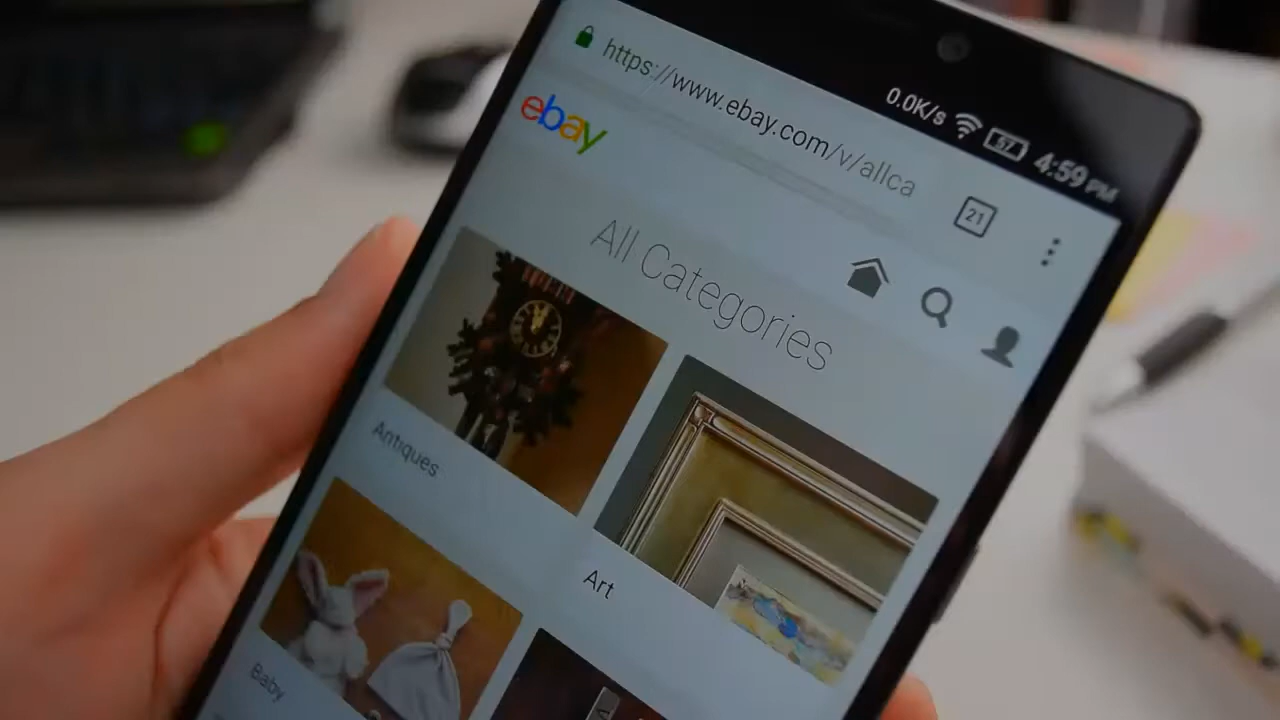 0.0K/s 57 4:59 PM
https://www.ebay.com/v/allca
21
ebay
All Categories
Antiques
Art
Baby